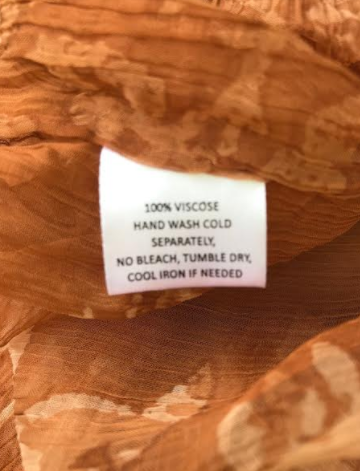 100% VISCOSE
HAND WASH COLD
SEPARATELY,
NO BLEACH, TUMBLE DRY,
COOL IRON IF NEEDED